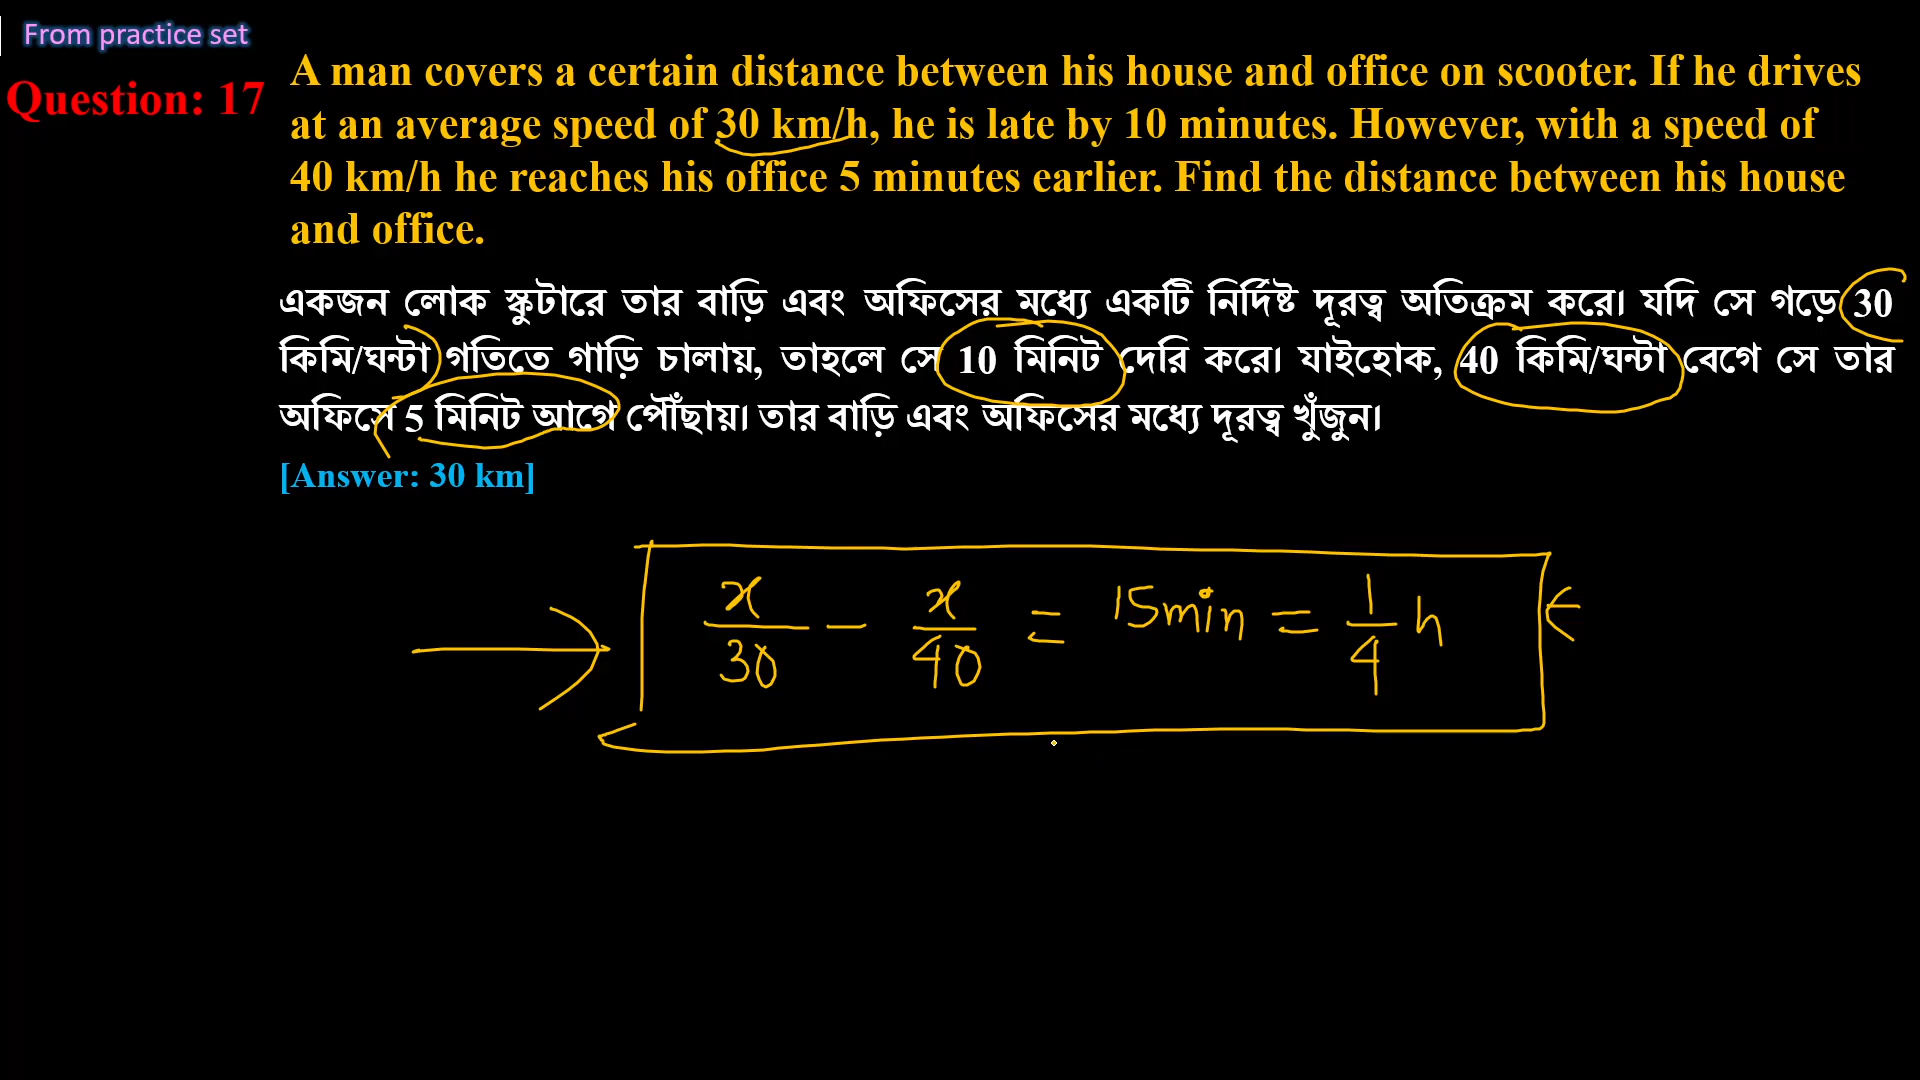 From practice set
Question: 17
A man covers a certain distance between his house and office on scooter. If he drives
at an average speed of 30 km/h, he is late by 10 minutes. However, with a speed of
40 km/h he reaches his office 5 minutes earlier. Find the distance between his house
and office.
একজন লোক স্কুটারে তার বাড়ি এবং অফিসের মধ্যে একটি নির্দিষ্ট দূরত্ব অতিক্রম করে। যদি সে গড়ে 30
কিমি/ঘন্টা গতিতে গাড়ি চালায়, তাহলে সে 10 মিনিট দেরি করে। যাইহোক, 40 কিমি/ঘন্টা বেগে সে তার
অফিসে 5 মিনিট আগে পৌঁছায়। তার বাড়ি এবং অফিসের মধ্যে দূরত্ব খুঁজুন।
[Answer: 30 km]
x/30 - x/40 = 15min = 1/4 h